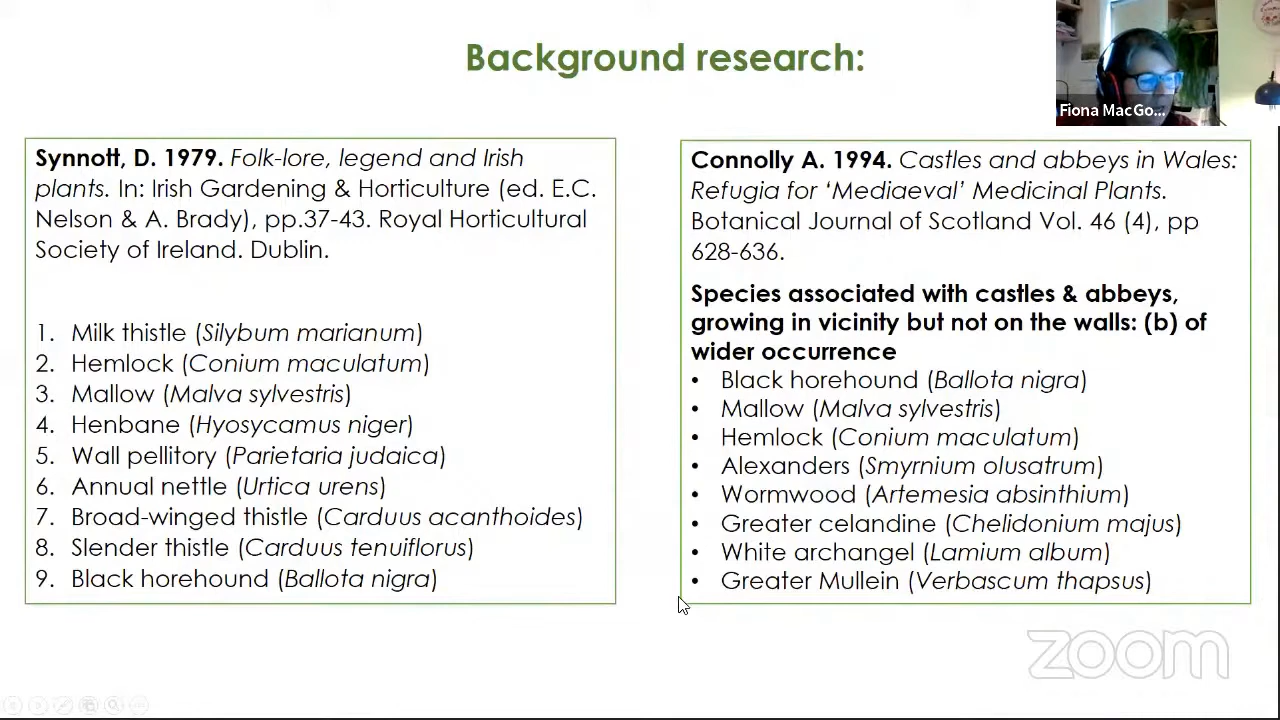 Background research:
Fiona MacGo...
Synnott, D. 1979. Folk-lore, legend and Irish
plants. In: Irish Gardening & Horticulture (ed. E.C.
Nelson & A. Brady), pp.37-43. Royal Horticultural
Society of Ireland. Dublin.
1. Milk thistle (Silybum marianum)
2. Hemlock (Conium maculatum)
3. Mallow (Malva sylvestris)
4. Henbane (Hyosycamus niger)
5. Wall pellitory (Parietaria judaica)
6. Annual nettle (Urtica urens)
7. Broad-winged thistle (Carduus acanthoides)
8. Slender thistle (Carduus tenuiflorus)
9. Black horehound (Ballota nigra)
Connolly A. 1994. Castles and abbeys in Wales:
Refugia for ‘Mediaeval’ Medicinal Plants.
Botanical Journal of Scotland Vol. 46 (4), pp
628-636.
Species associated with castles & abbeys,
growing in vicinity but not on the walls: (b) of
wider occurrence
• Black horehound (Ballota nigra)
• Mallow (Malva sylvestris)
• Hemlock (Conium maculatum)
• Alexanders (Smyrnium olusatrum)
• Wormwood (Artemesia absinthium)
• Greater celandine (Chelidonium majus)
• White archangel (Lamium album)
• Greater Mullein (Verbascum thapsus)
zoom